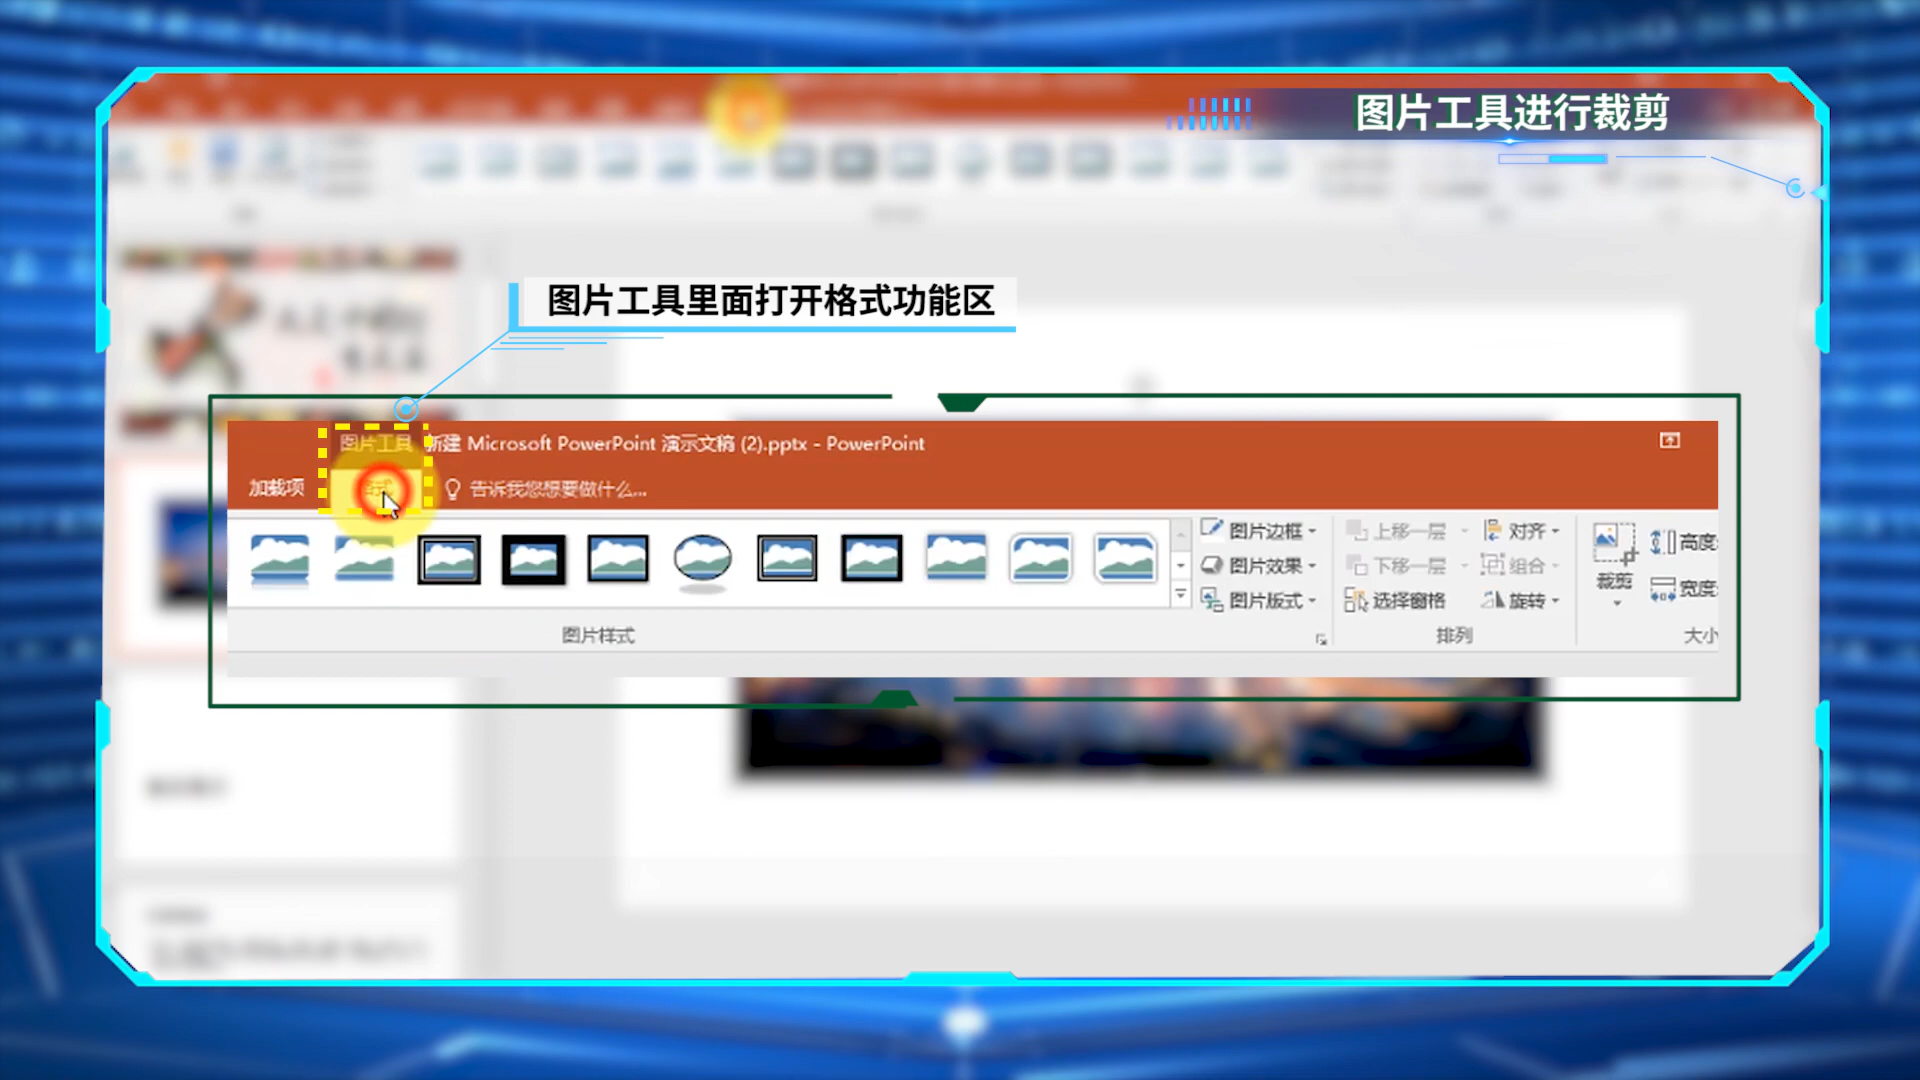 图片工具进行裁剪
图片工具里面打开格式功能区
图片工具 新建 Microsoft PowerPoint 演示文稿 (2).pptx - PowerPoint
加载项 格式 告诉我您想要做什么...
图片边框 上移一层 对齐
图片效果 下移一层 组合
图片版式 选择窗格 旋转
裁剪
高度
宽度
图片样式 排列 大小